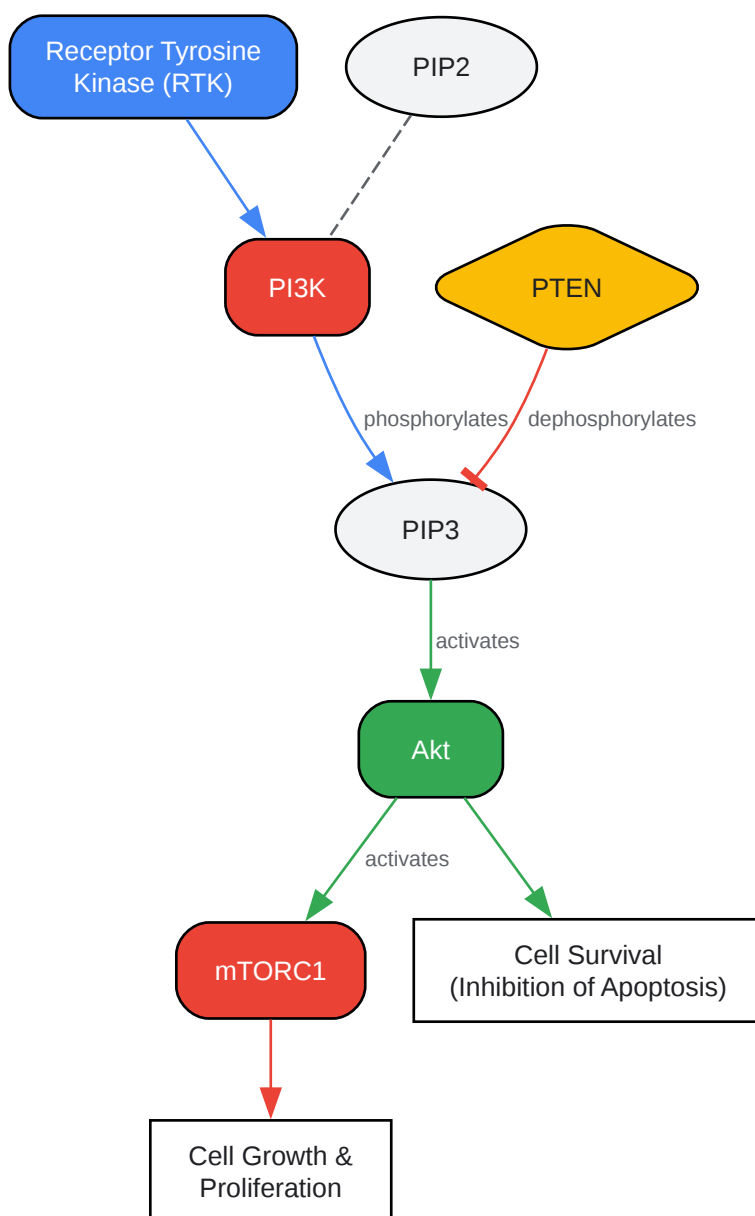 Receptor Tyrosine
Kinase (RTK)
PIP2
PI3K
PTEN
phosphorylates
dephosphorylates
PIP3
activates
Akt
activates
mTORC1
Cell Survival
(Inhibition of Apoptosis)
Cell Growth &
Proliferation